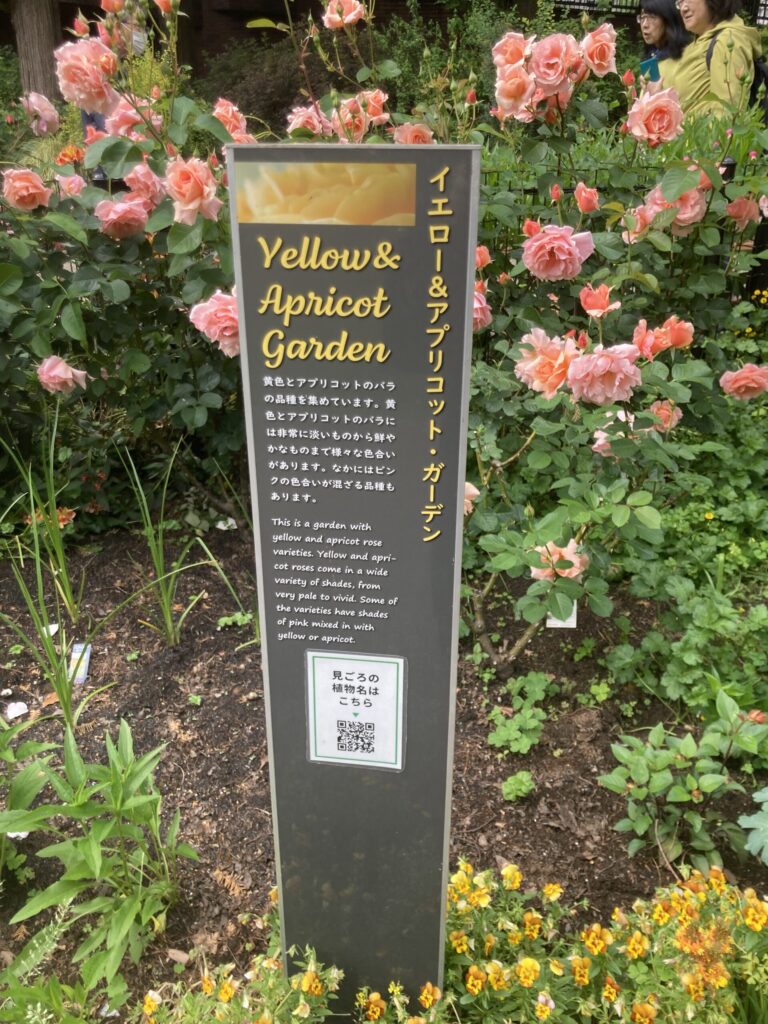 Yellow &
Apricot
Garden
イエロー&アプリコット・ガーデン
黄色とアプリコットのバラ
の品種を集めています。黄
色とアプリコットのバラに
は非常に淡いものから鮮や
かなものまで様々な色合い
があります。なかにはピン
クの色合いが混ざる品種も
あります。
This is a garden with
yellow and apricot rose
varieties. Yellow and apri-
cot roses come in a wide
variety of shades, from
very pale to vivid. Some of
the varieties have shades
of pink mixed in with
yellow or apricot.
見ごろの
植物名は
こちら